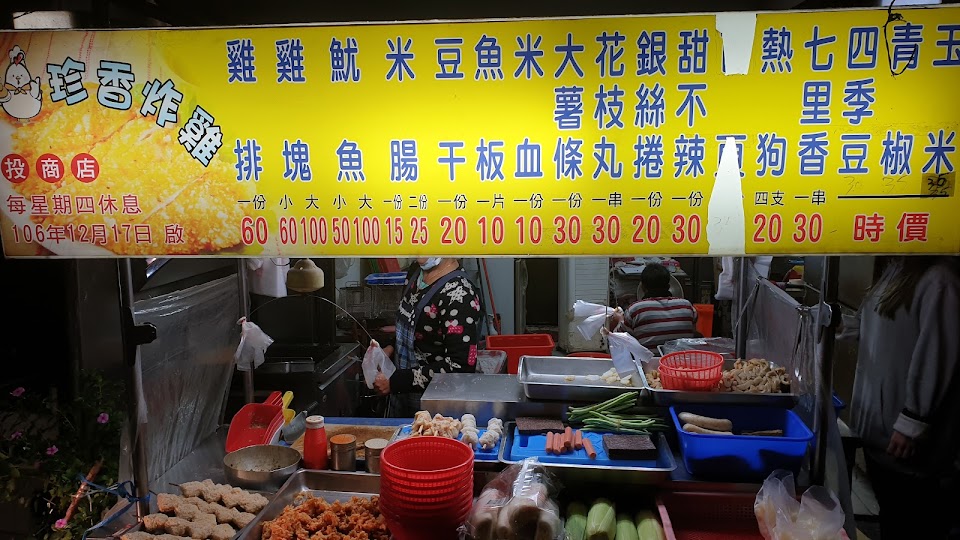 珍香炸雞
投商店
每星期四休息
106年12月17日 啟
雞排 一份 60
雞塊 小 大 60 100
魷魚 小 大 50 100
米腸 一份 二份 15 25
豆干 一份 20
魚板 一片 10
米血 一份 10
大薯條 一份 30
花枝丸 一串 30
銀絲捲 一份 20
甜不辣 一份 30
熱狗 四支 20
七里香 一串 30
四季豆
青椒
玉米
時價